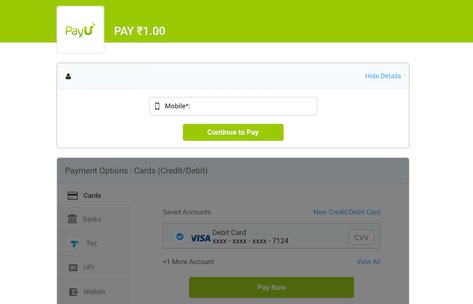 PayU
PAY ₹1.00
Hide Details
Mobile*:
Continue to Pay
Payment Options : Cards (Credit/Debit)
Cards
Banks
Tez
UPI
Wallets
Saved Accounts
New Credit/Debit Card
VISA
Debit Card
xxxx - xxxx - xxxx - 7124
CVV
+1 More Account
View All
Pay Now